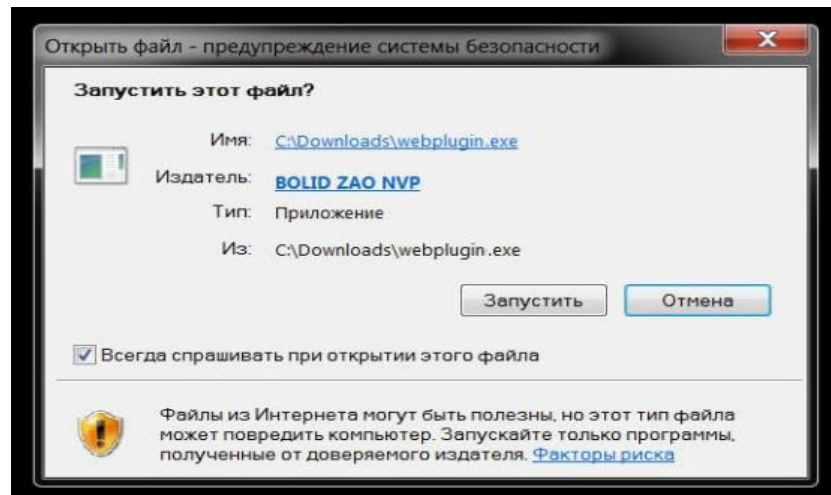 Открыть файл - предупреждение системы безопасности
Запустить этот файл?
Имя: C:\Downloads\webplugin.exe
Издатель: BOLID ZAO NVP
Тип: Приложение
Из: C:\Downloads\webplugin.exe
Запустить Отмена
Всегда спрашивать при открытии этого файла
Файлы из Интернета могут быть полезны, но этот тип файла
может повредить компьютер. Запускайте только программы,
полученные от доверяемого издателя. Факторы риска